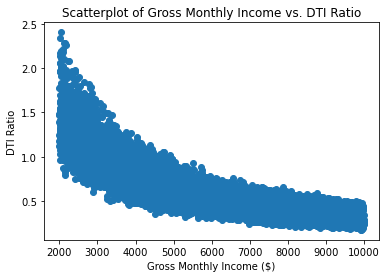 Scatterplot of Gross Monthly Income vs. DTI Ratio
2.5
2.0
1.5
1.0
0.5
DTI Ratio
2000 3000 4000 5000 6000 7000 8000 9000 10000
Gross Monthly Income ($)